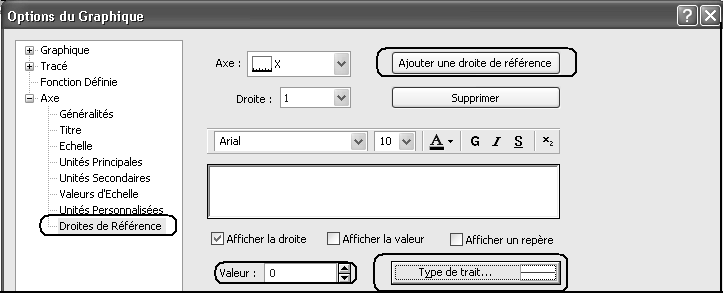 Options du Graphique
Graphique
Tracé
Fonction Définie
Axe
Généralités
Titre
Echelle
Unités Principales
Unités Secondaires
Valeurs d'Echelle
Unités Personnalisées
Droites de Référence
Axe : X
Ajouter une droite de référence
Droite : 1
Supprimer
Arial 10 A G I S x₂
Afficher la droite Afficher la valeur Afficher un repère
Valeur : 0 Type de trait...